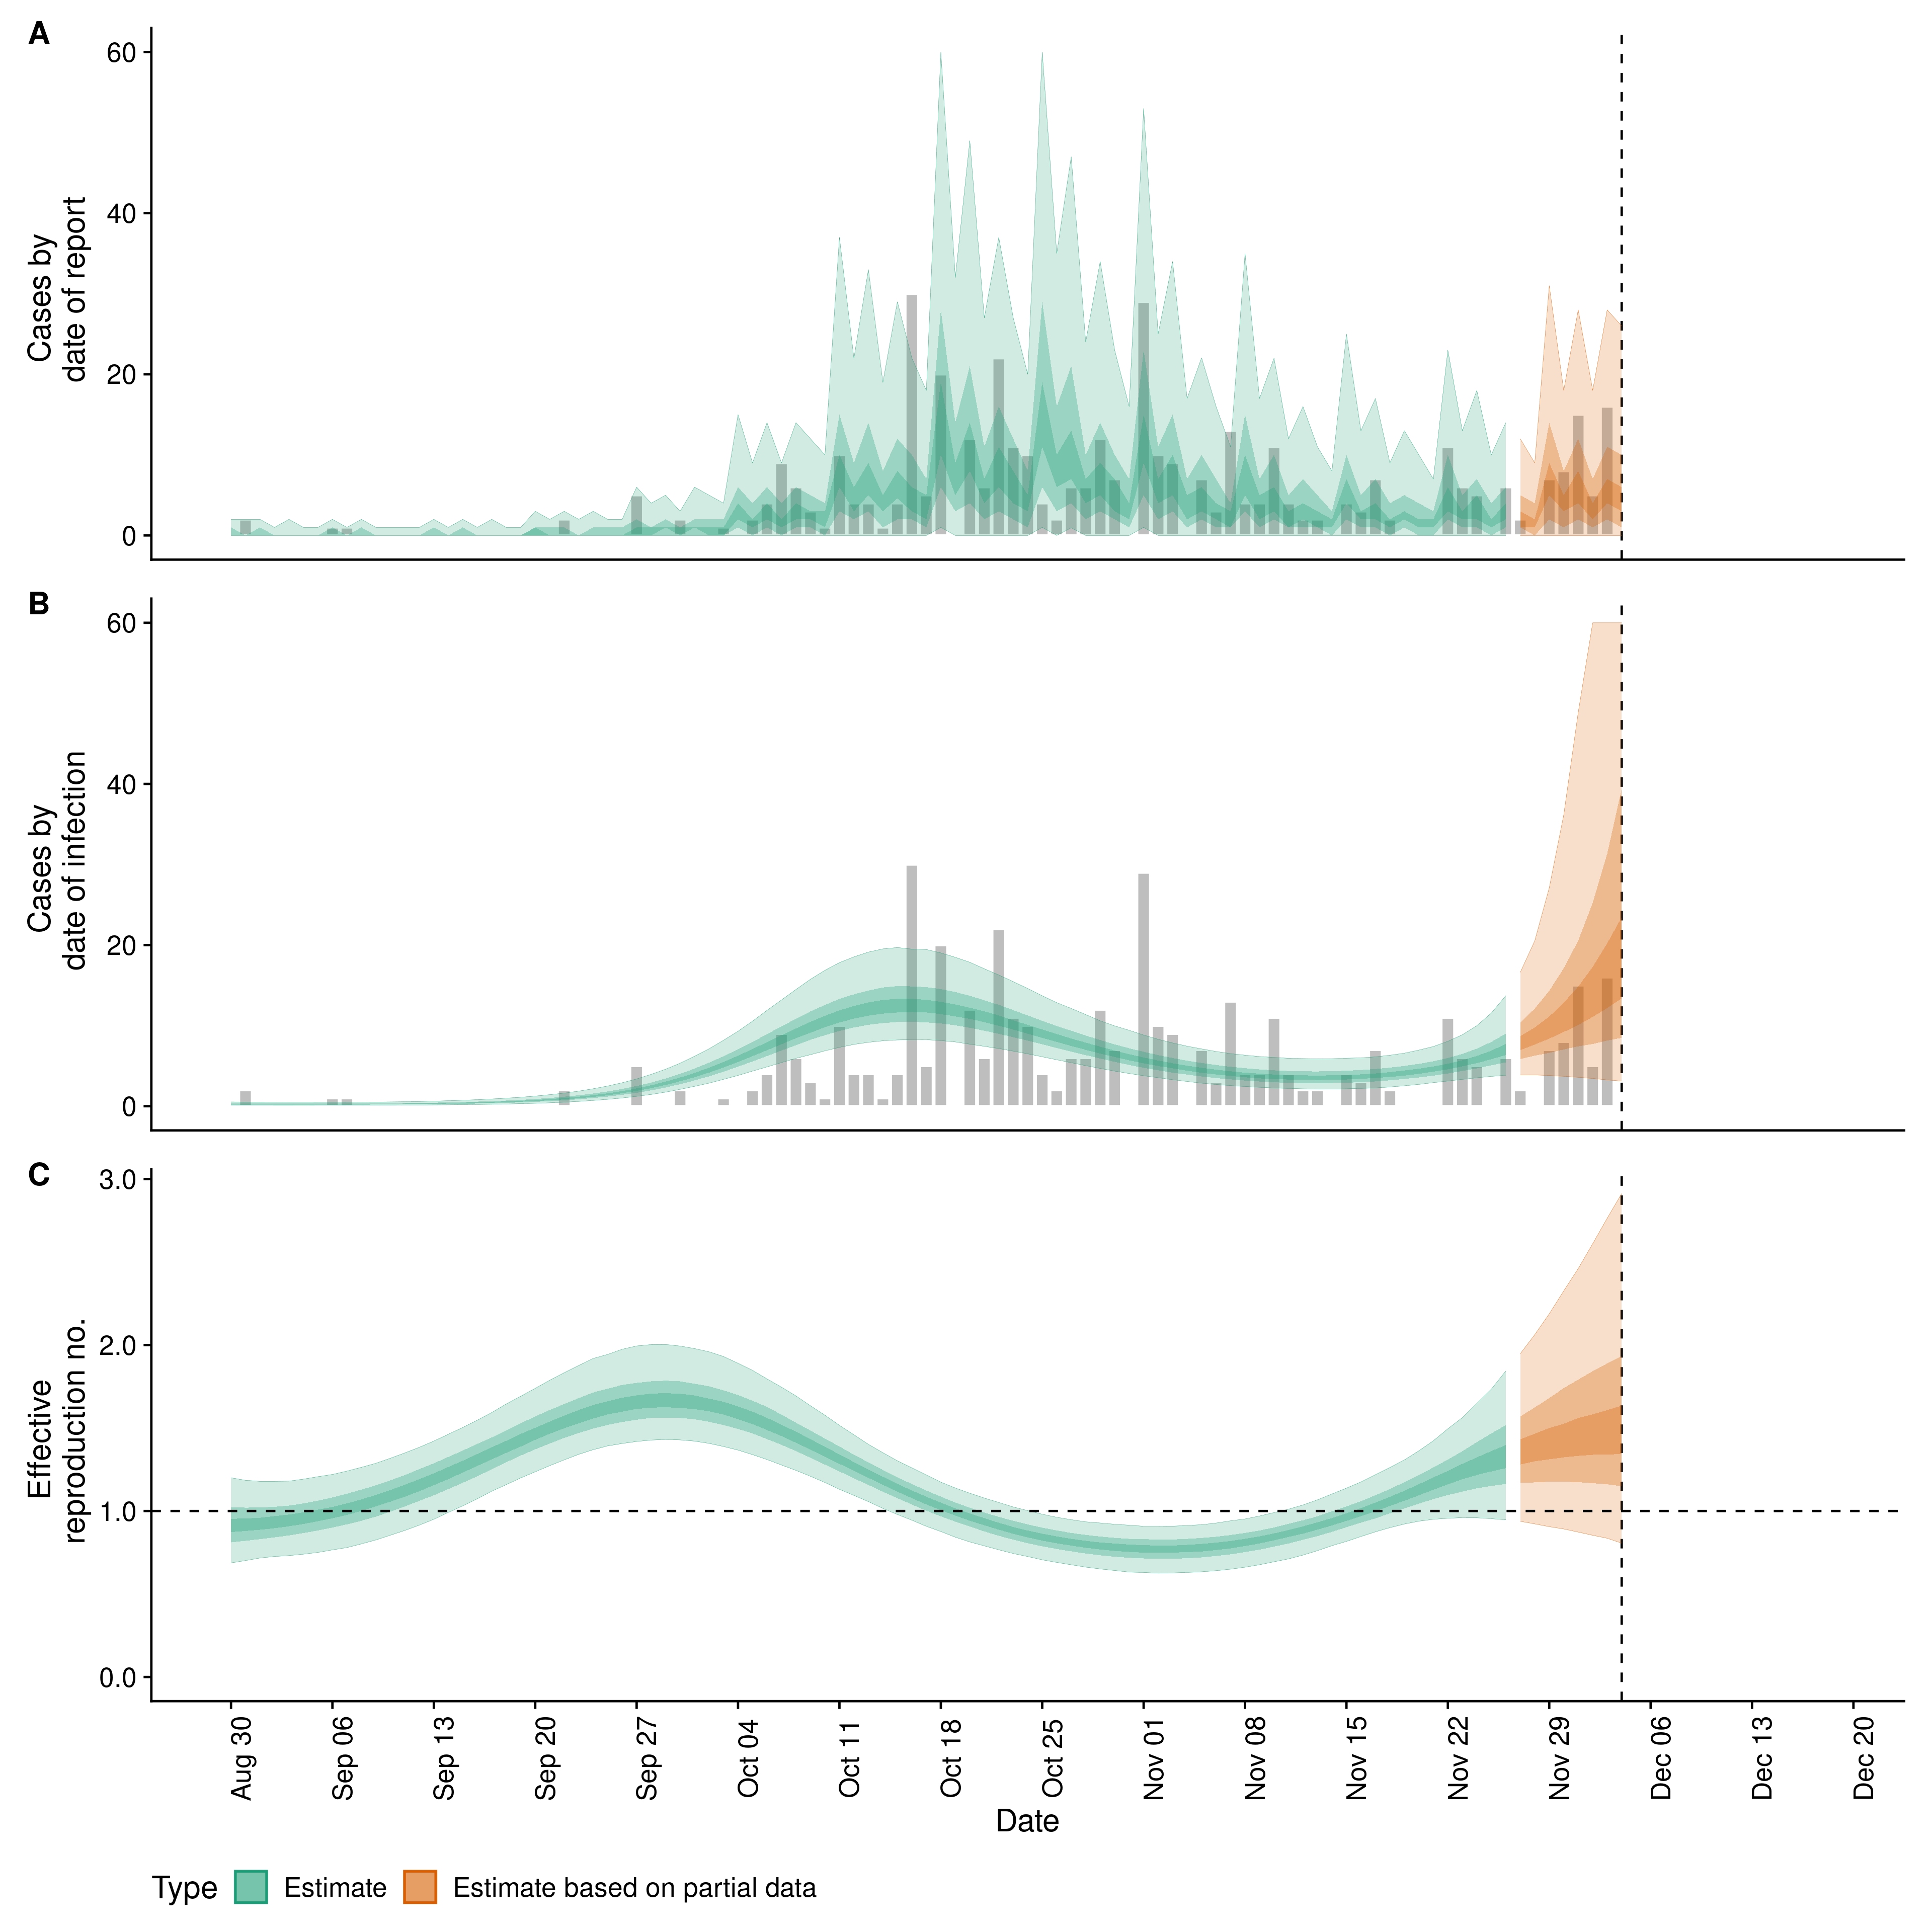 A
60
40
20
0
Cases by
date of report
B
60
40
20
0
Cases by
date of infection
C
3.0
2.0
1.0
0.0
Effective
reproduction no.
Aug 30
Sep 06
Sep 13
Sep 20
Sep 27
Oct 04
Oct 11
Oct 18
Oct 25
Nov 01
Nov 08
Nov 15
Nov 22
Nov 29
Dec 06
Dec 13
Dec 20
Date
Type Estimate Estimate based on partial data